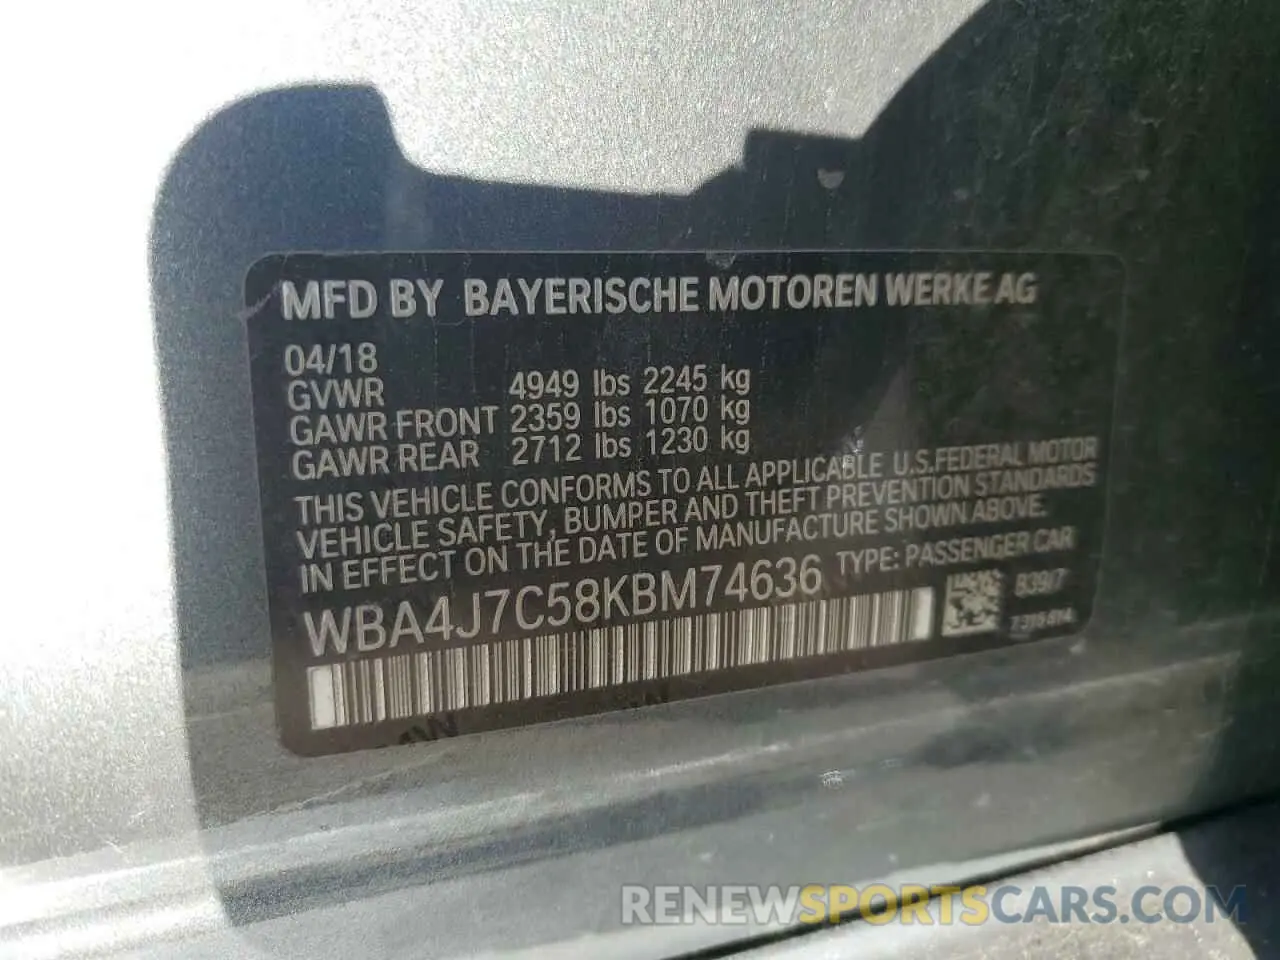 MFD BY BAYERISCHE MOTOREN WERKE AG
04/18
GVWR 4949 lbs 2245 kg
GAWR FRONT 2359 lbs 1070 kg
GAWR REAR 2712 lbs 1230 kg
THIS VEHICLE CONFORMS TO ALL APPLICABLE U.S.FEDERAL MOTOR
VEHICLE SAFETY, BUMPER AND THEFT PREVENTION STANDARDS
IN EFFECT ON THE DATE OF MANUFACTURE SHOWN ABOVE.
WBA4J7C58KBM74636 TYPE: PASSENGER CAR
RENEWSPORTSCARS.COM